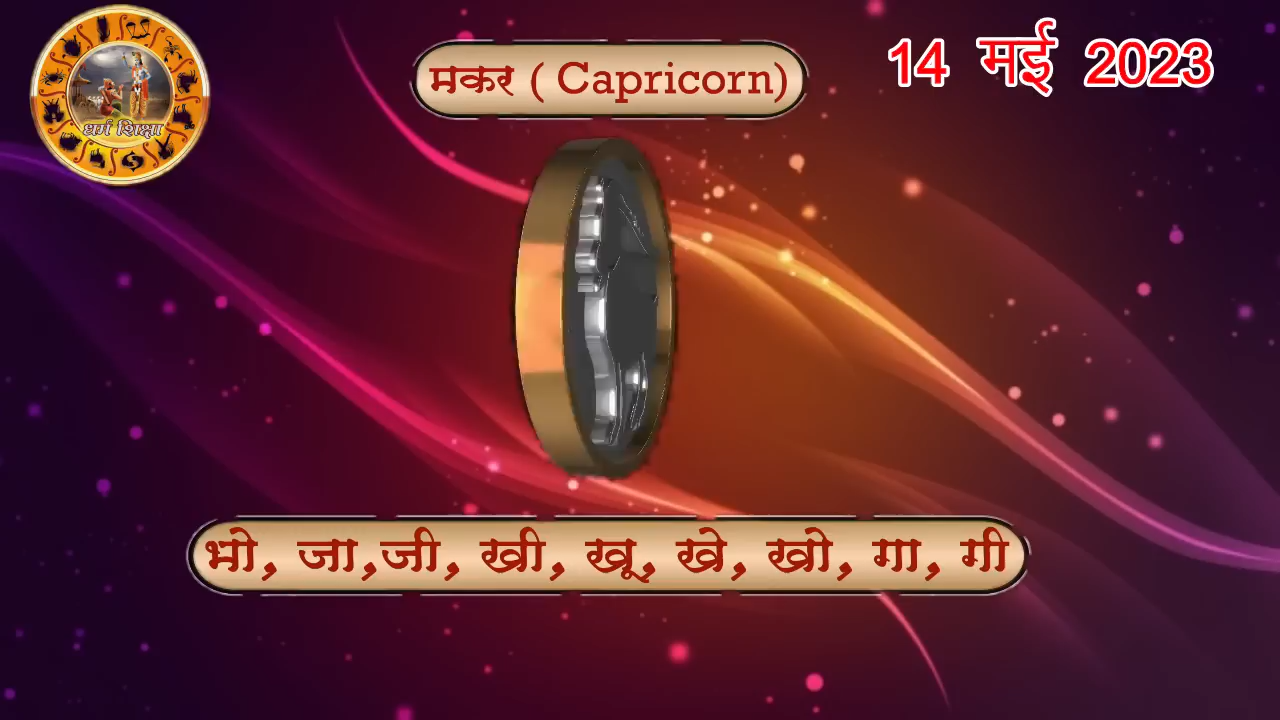 धर्म शिक्षा
मकर ( Capricorn)
14 मई 2023
भो, जा,जी, खी, खू, खे, खो, गा, गी